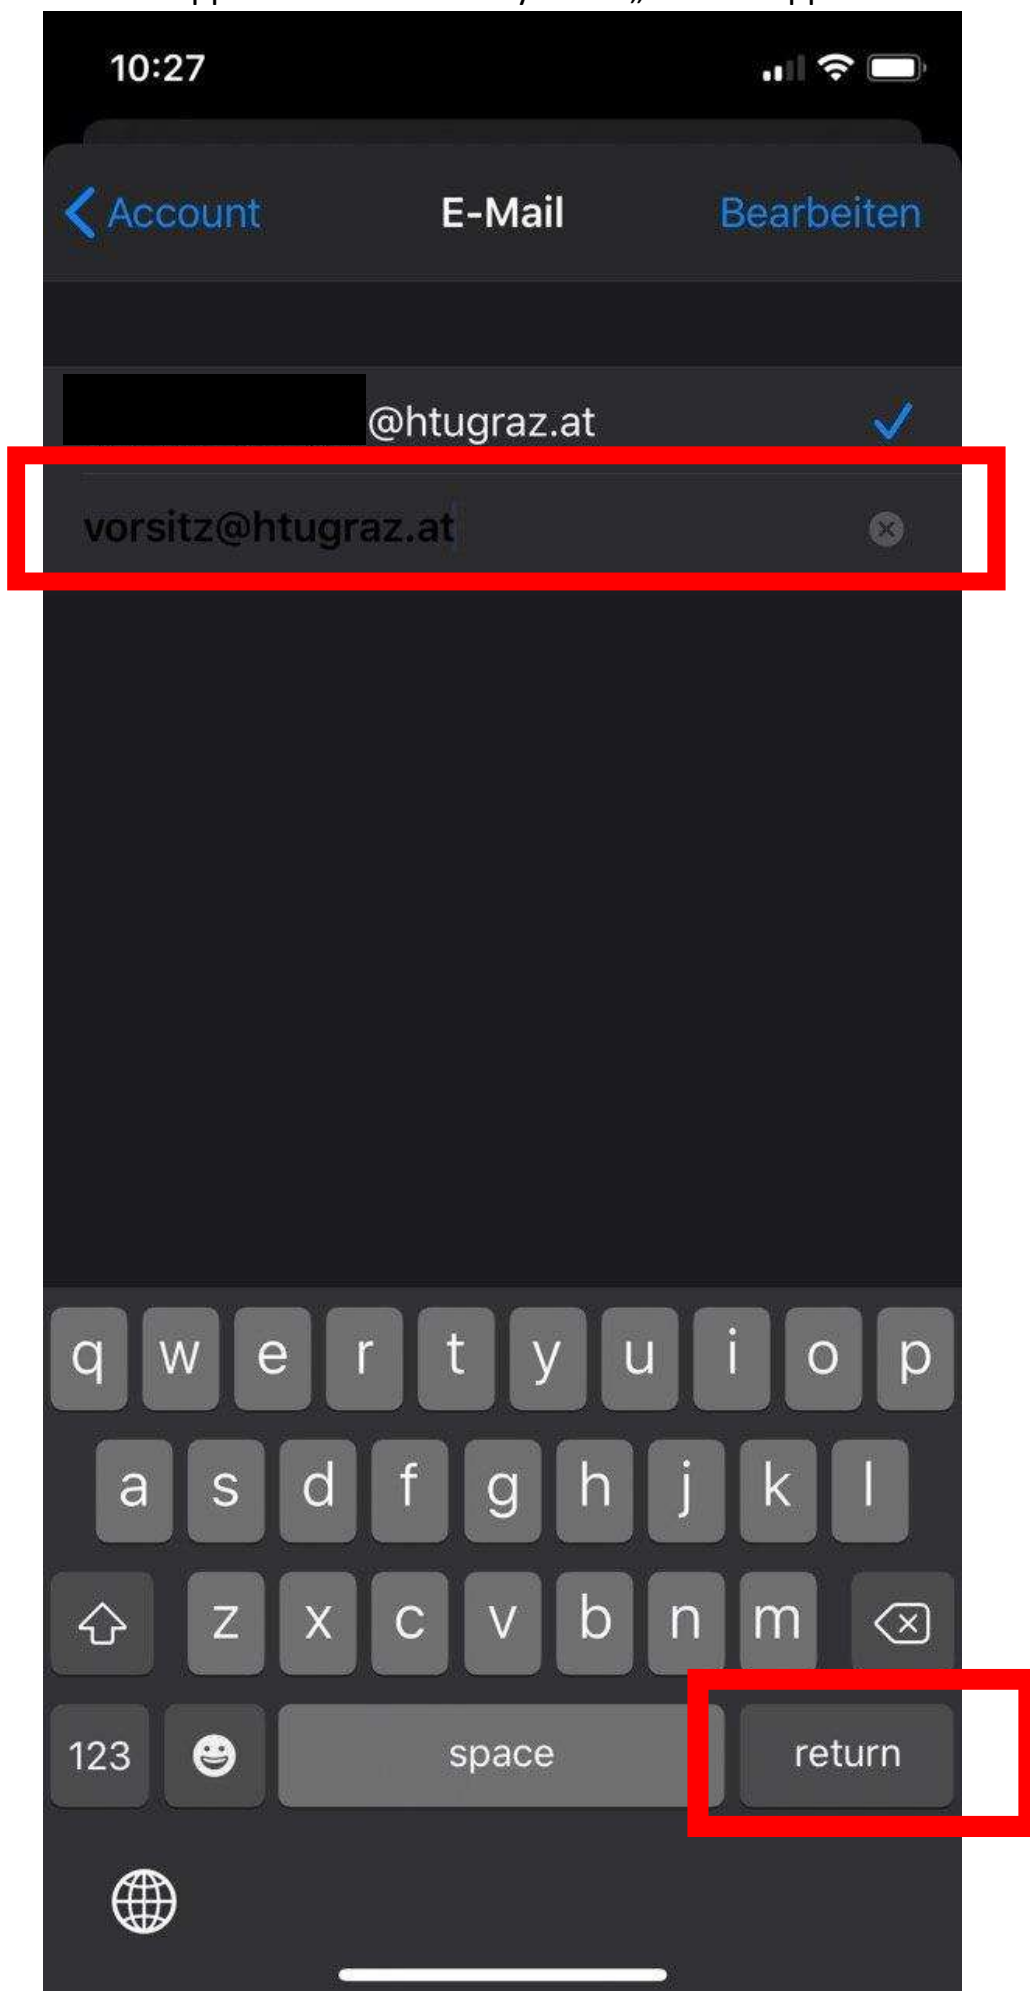 10:27
Account E-Mail Bearbeiten
@htugraz.at
vorsitz@htugraz.at
q w e r t y u i o p
a s d f g h j k l
z x c v b n m
123 space return